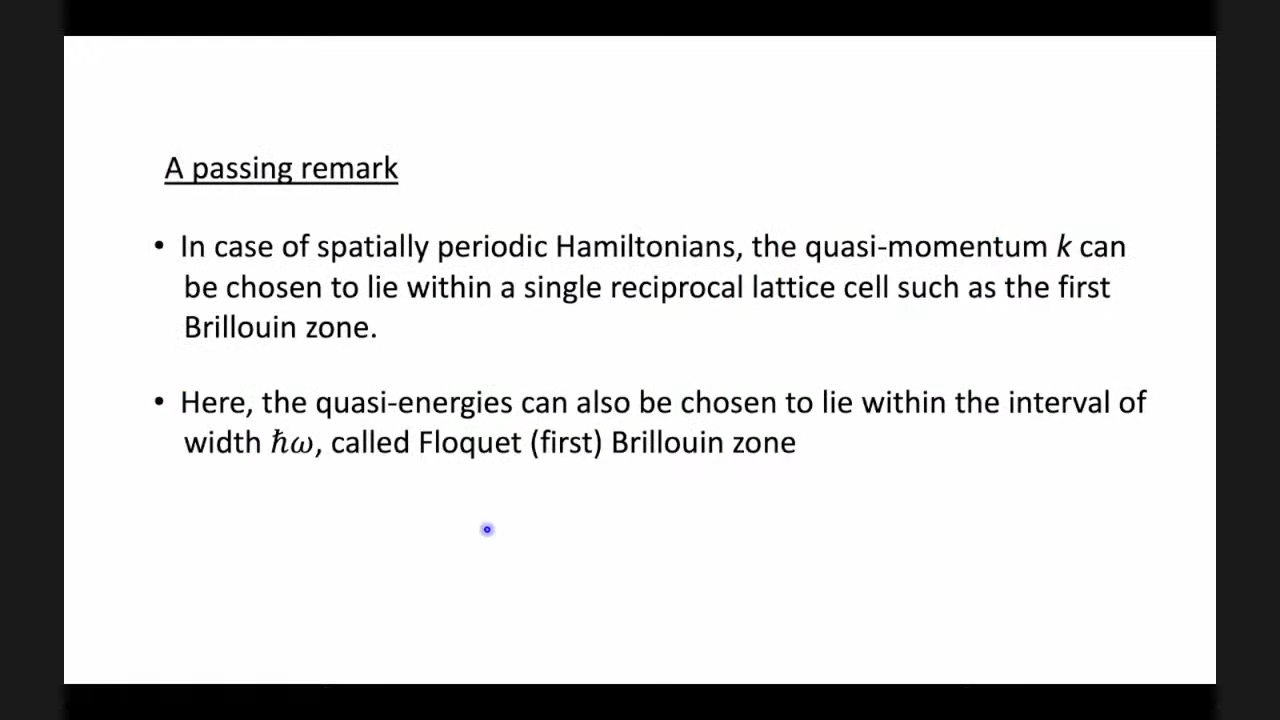 A passing remark
• In case of spatially periodic Hamiltonians, the quasi-momentum k can
be chosen to lie within a single reciprocal lattice cell such as the first
Brillouin zone.
• Here, the quasi-energies can also be chosen to lie within the interval of
width ℏω, called Floquet (first) Brillouin zone